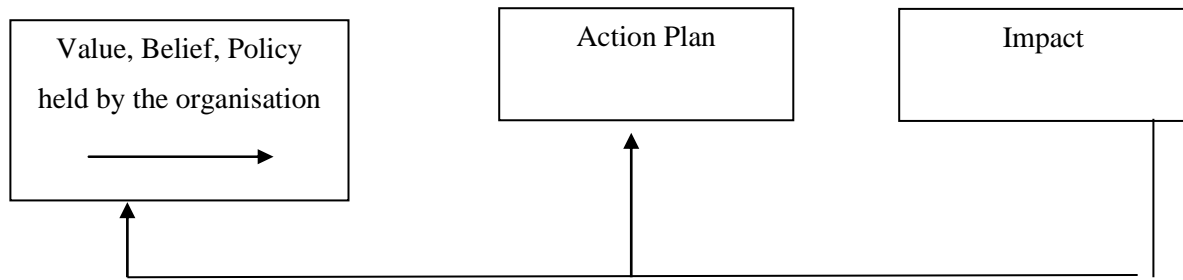 Value, Belief, Policy
held by the organisation
Action Plan
Impact